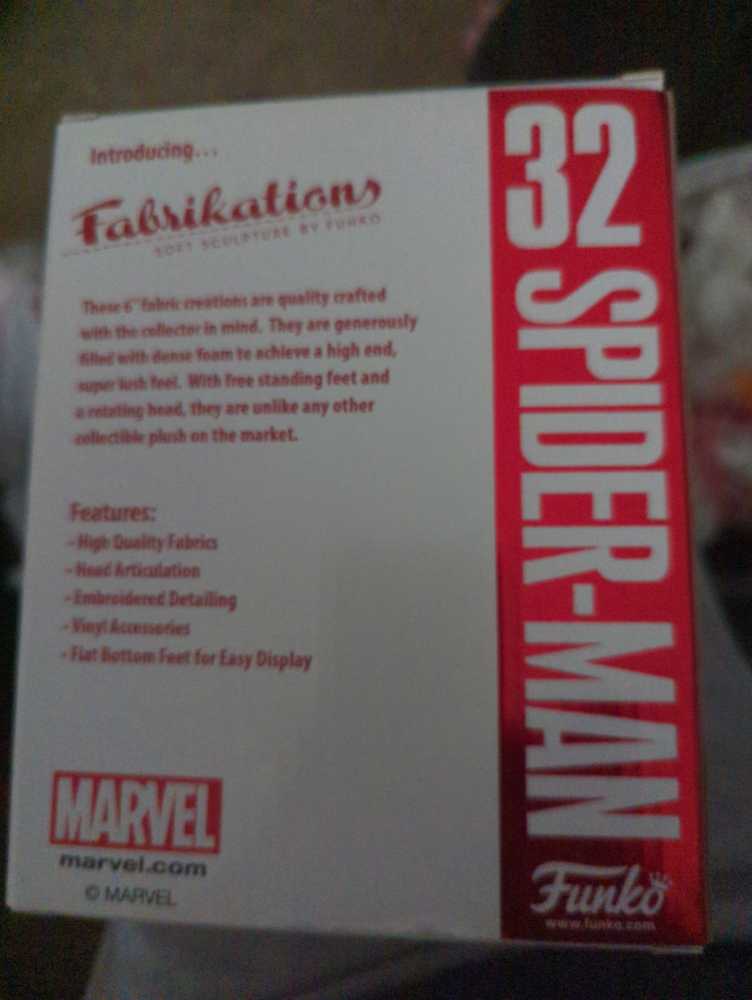 Introducing...
Fabrikations
SOFT SCULPTURE BY FUNKO
These 6" fabric creations are quality crafted
with the collector in mind. They are generously
filled with dense foam to achieve a high end,
super lush feel. With free standing feet and
a rotating head, they are unlike any other
collectible plush on the market.
Features:
- High Quality Fabrics
- Head Articulation
- Embroidered Detailing
- Vinyl Accessories
- Flat Bottom Feet for Easy Display
MARVEL
marvel.com
© MARVEL
32
SPIDER-MAN
Funko
www.funko.com